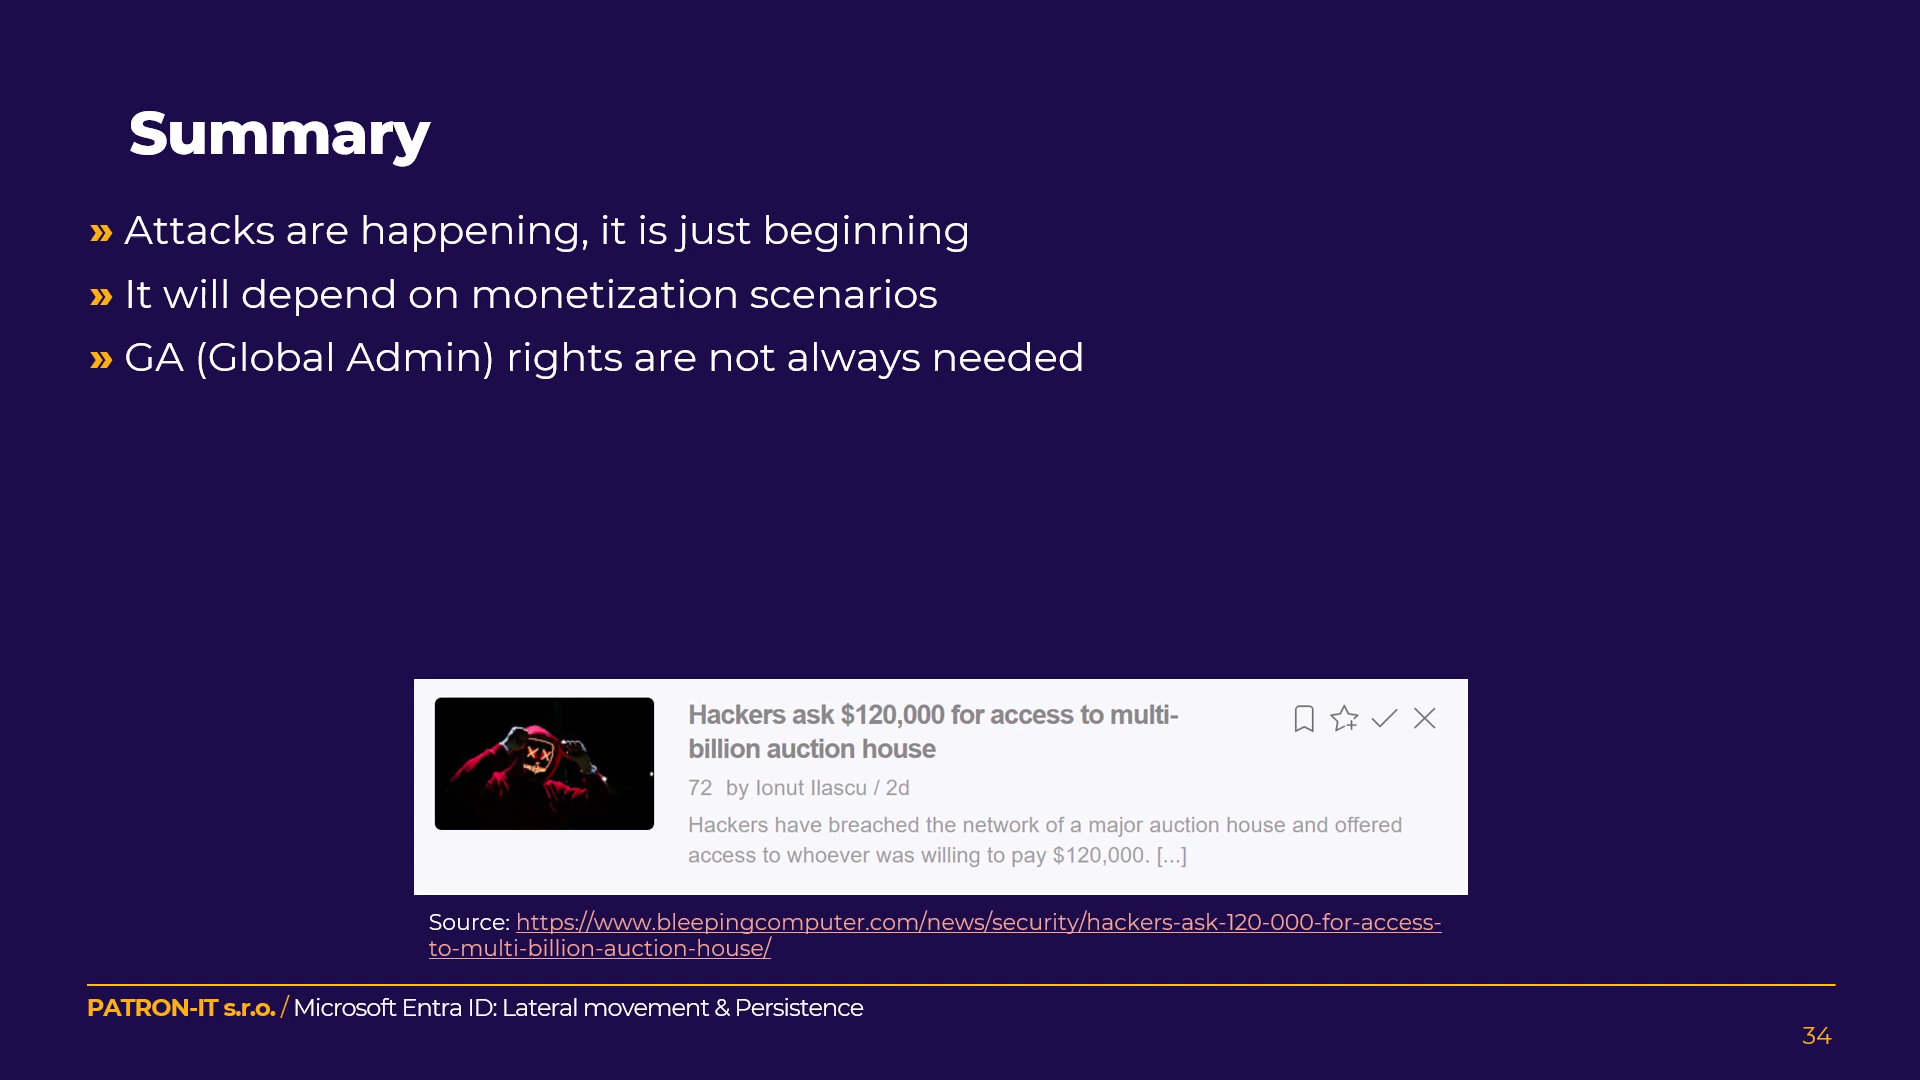 Summary
» Attacks are happening, it is just beginning
» It will depend on monetization scenarios
» GA (Global Admin) rights are not always needed
Hackers ask $120,000 for access to multi-
billion auction house
72 by Ionut Ilascu / 2d
Hackers have breached the network of a major auction house and offered
access to whoever was willing to pay $120,000. [...]
Source: https://www.bleepingcomputer.com/news/security/hackers-ask-120-000-for-access-
to-multi-billion-auction-house/
PATRON-IT s.r.o. / Microsoft Entra ID: Lateral movement & Persistence
34